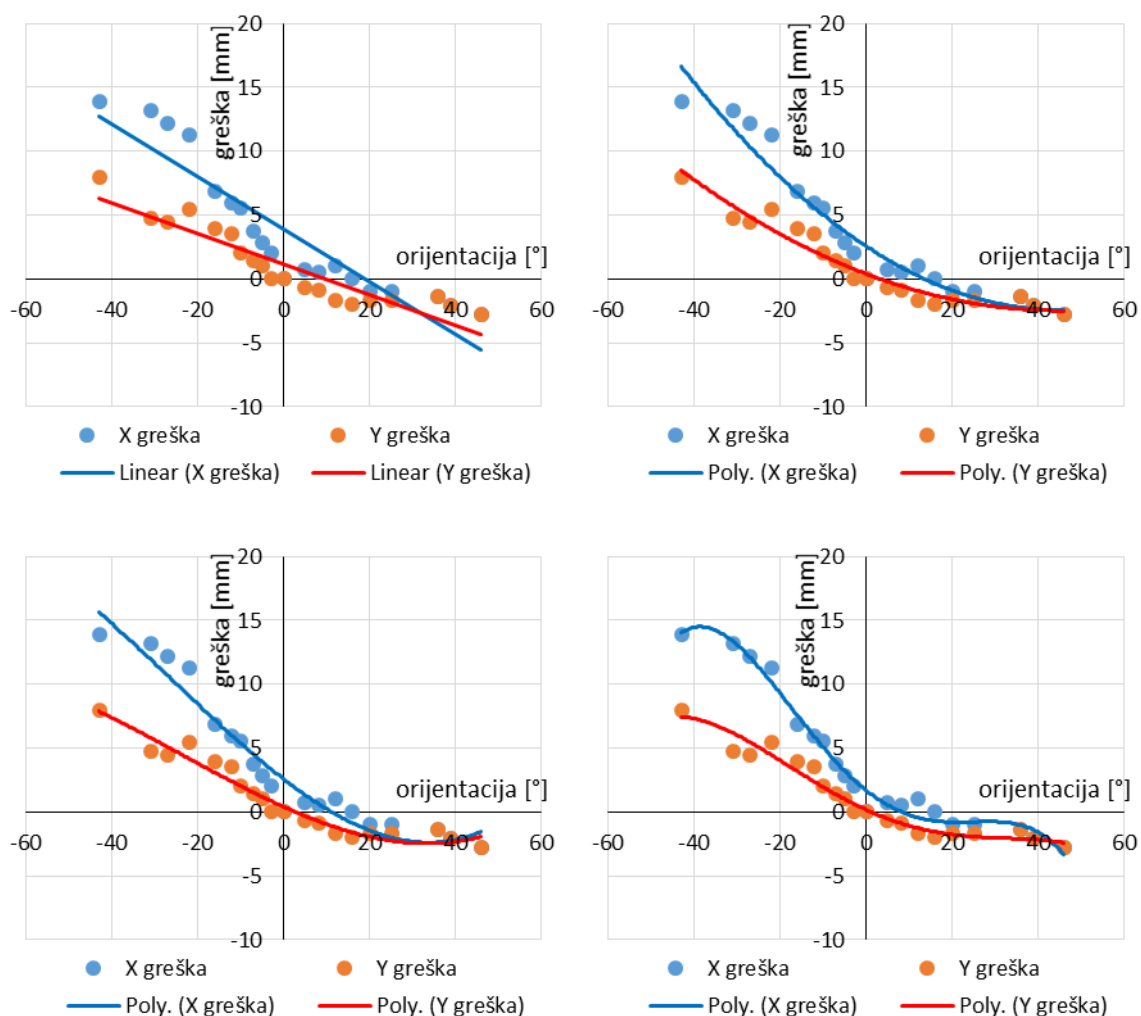 20
15
10
5
0
-5
-10
-60
-40
-20
0
20
40
60
greška [mm]
orijentacija [°]
X greška
Y greška
Linear (X greška)
Linear (Y greška)
20
15
10
5
0
-5
-10
-60
-40
-20
0
20
40
60
greška [mm]
orijentacija [°]
X greška
Y greška
Poly. (X greška)
Poly. (Y greška)
20
15
10
5
0
-5
-10
-60
-40
-20
0
20
40
60
greška [mm]
orijentacija [°]
X greška
Y greška
Poly. (X greška)
Poly. (Y greška)
20
15
10
5
0
-5
-10
-60
-40
-20
0
20
40
60
greška [mm]
orijentacija [°]
X greška
Y greška
Poly. (X greška)
Poly. (Y greška)